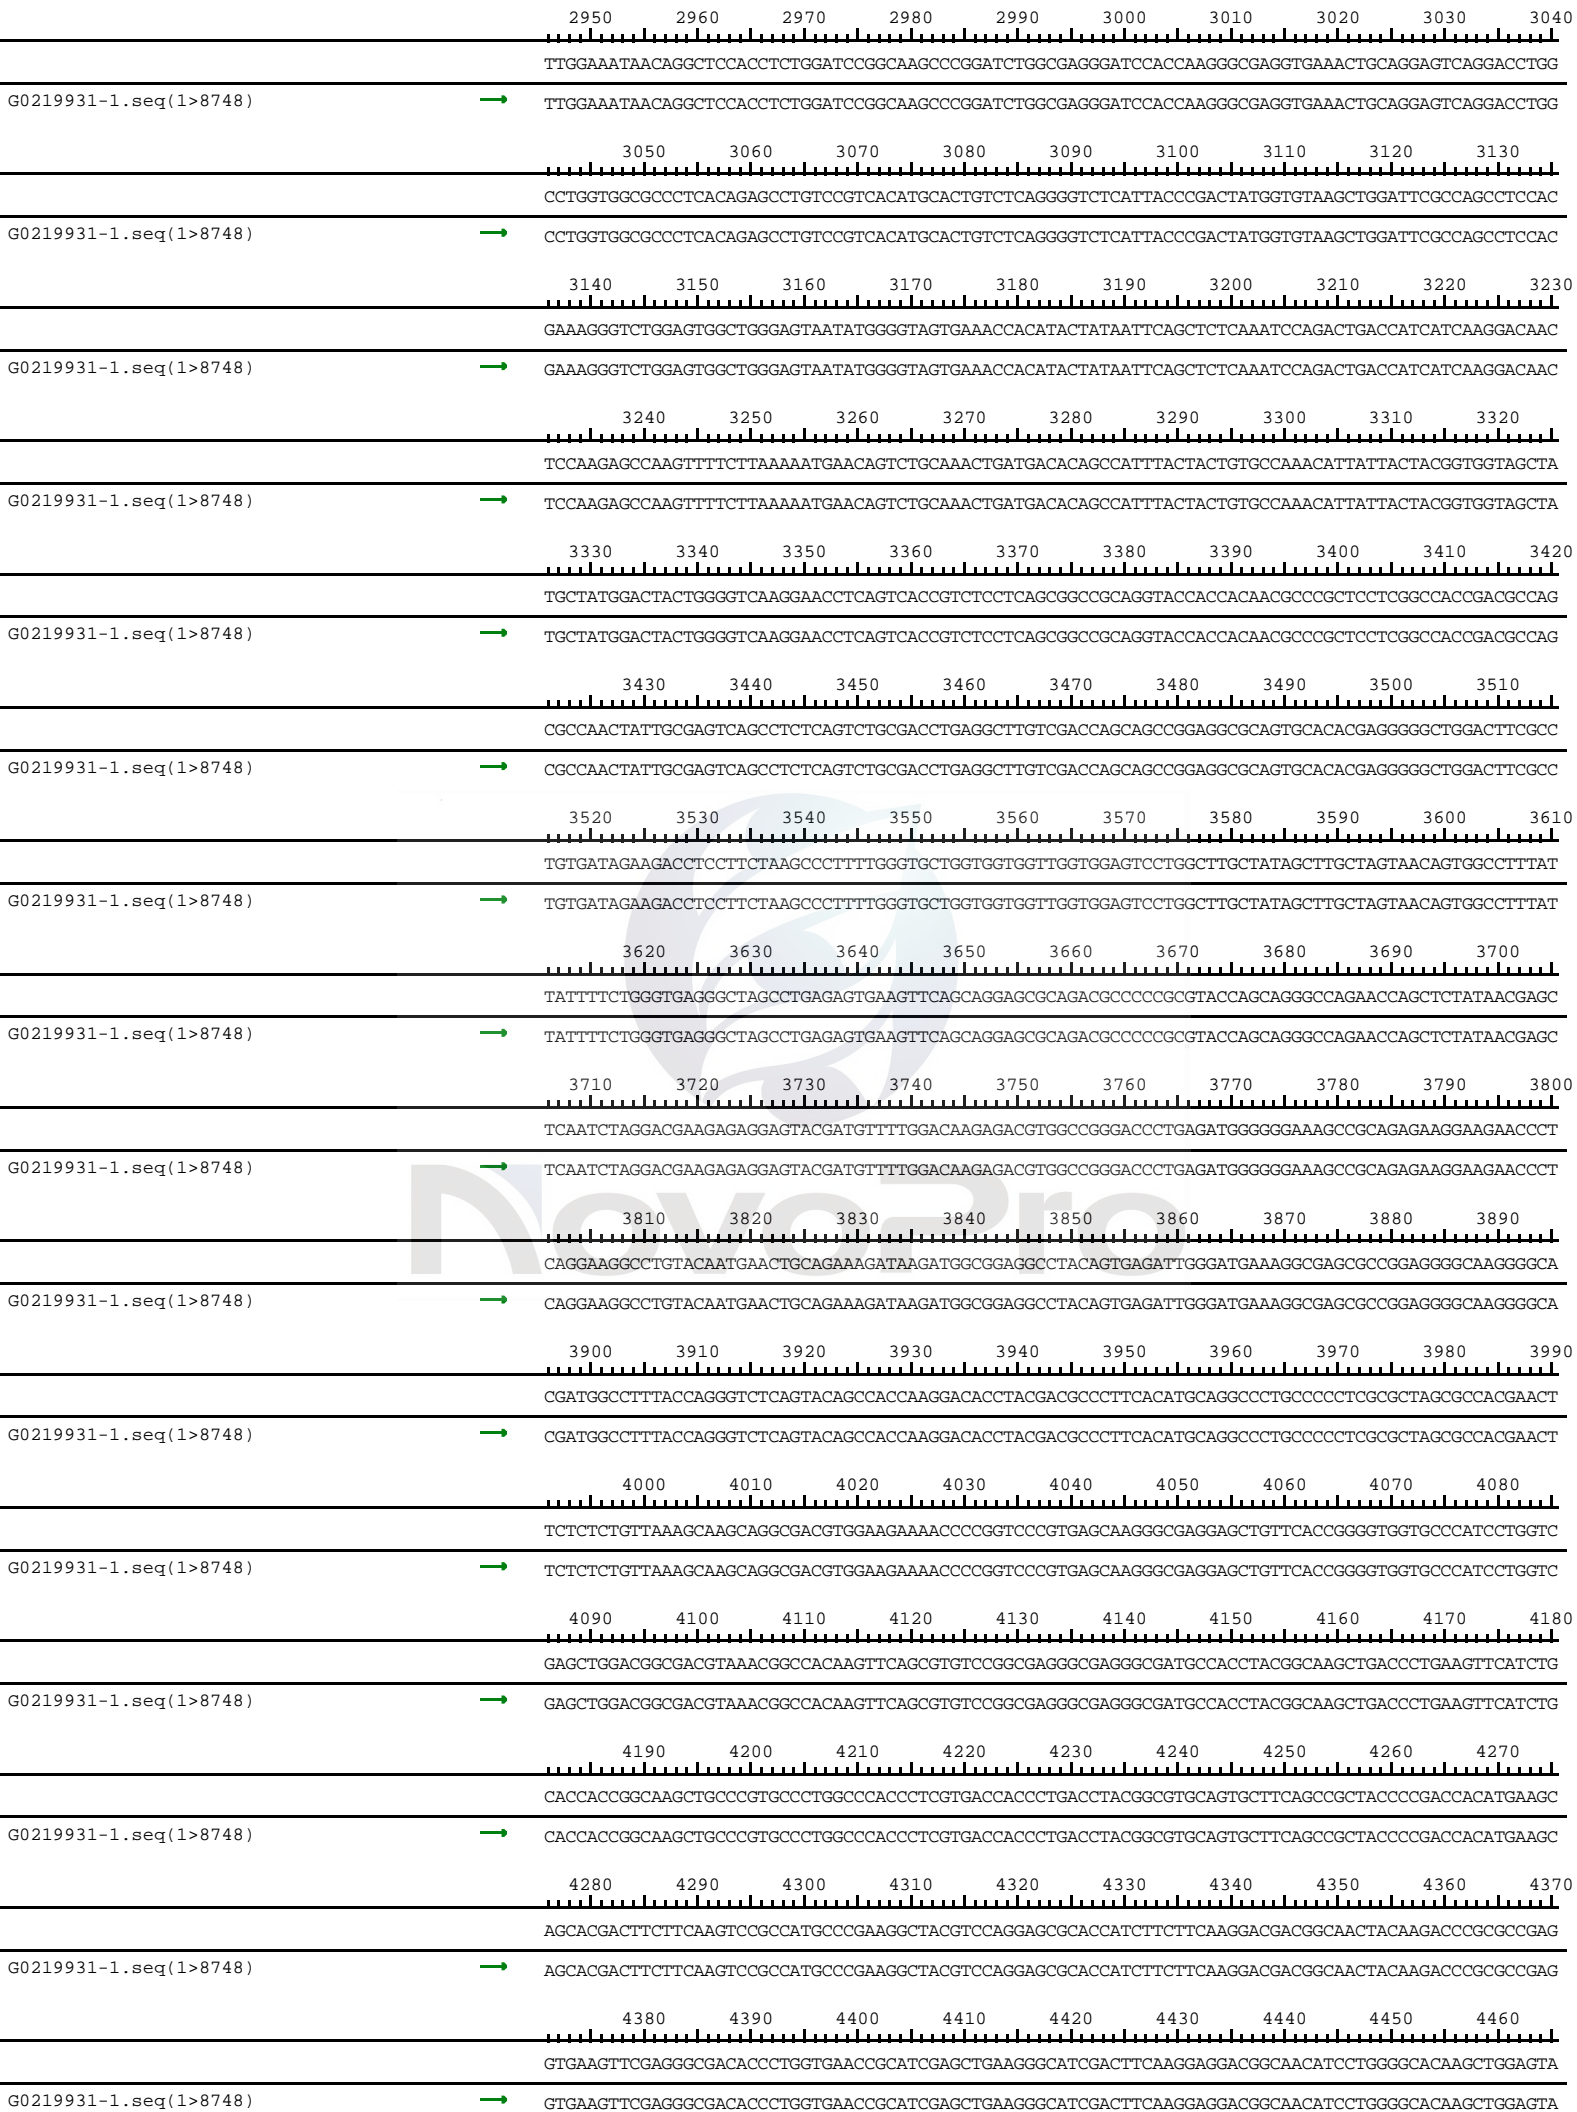 2950 2960 2970 2980 2990 3000 3010 3020 3030 3040
TTGGAAATAACAGGCTCCACCTCTGGATCCGGCAAGCCCGGATCTGGCGAGGGATCCACCAAGGGCGAGGTGAAACTGCAGGAGTCAGGACCTGG
G0219931-1.seq(1>8748) TTGGAAATAACAGGCTCCACCTCTGGATCCGGCAAGCCCGGATCTGGCGAGGGATCCACCAAGGGCGAGGTGAAACTGCAGGAGTCAGGACCTGG
3050 3060 3070 3080 3090 3100 3110 3120 3130
CCTGGTGGCGCCCTCACAGAGCCTGTCCGTCACATGCACTGTCTCAGGGGTCTCATTACCCGACTATGGTGTAAGCTGGATTCGCCAGCCTCCAC
G0219931-1.seq(1>8748) CCTGGTGGCGCCCTCACAGAGCCTGTCCGTCACATGCACTGTCTCAGGGGTCTCATTACCCGACTATGGTGTAAGCTGGATTCGCCAGCCTCCAC
3140 3150 3160 3170 3180 3190 3200 3210 3220 3230
GAAAGGGTCTGGAGTGGCTGGGAGTAATATGGGGTAGTGAAACCACATACTATAATTCAGCTCTCAAATCCAGACTGACCATCATCAAGGACAAC
G0219931-1.seq(1>8748) GAAAGGGTCTGGAGTGGCTGGGAGTAATATGGGGTAGTGAAACCACATACTATAATTCAGCTCTCAAATCCAGACTGACCATCATCAAGGACAAC
3240 3250 3260 3270 3280 3290 3300 3310 3320
TCCAAGAGCCAAGTTTTCTTAAAAATGAACAGTCTGCAAACTGATGACACAGCCATTTACTACTGTGCCAAACATTATTACTACGGTGGTAGCTA
G0219931-1.seq(1>8748) TCCAAGAGCCAAGTTTTCTTAAAAATGAACAGTCTGCAAACTGATGACACAGCCATTTACTACTGTGCCAAACATTATTACTACGGTGGTAGCTA
3330 3340 3350 3360 3370 3380 3390 3400 3410 3420
TGCTATGGACTACTGGGGTCAAGGAACCTCAGTCACCGTCTCCTCAGCGGCCGCAGGTACCACCACAACGCCCGCTCCTCGGCCACCGACGCCAG
G0219931-1.seq(1>8748) TGCTATGGACTACTGGGGTCAAGGAACCTCAGTCACCGTCTCCTCAGCGGCCGCAGGTACCACCACAACGCCCGCTCCTCGGCCACCGACGCCAG
3430 3440 3450 3460 3470 3480 3490 3500 3510
CGCCAACTATTGCGAGTCAGCCTCTCAGTCTGCGACCTGAGGCTTGTCGACCAGCAGCCGGAGGCGCAGTGCACACGAGGGGGCTGGACTTCGCC
G0219931-1.seq(1>8748) CGCCAACTATTGCGAGTCAGCCTCTCAGTCTGCGACCTGAGGCTTGTCGACCAGCAGCCGGAGGCGCAGTGCACACGAGGGGGCTGGACTTCGCC
3520 3530 3540 3550 3560 3570 3580 3590 3600 3610
TGTGATAGAAGACCTCCTTCTAAGCCCTTTTGGGTGCTGGTGGTGGTTGGTGGAGTCCTGGCTTGCTATAGCTTGCTAGTAACAGTGGCCTTTAT
G0219931-1.seq(1>8748) TGTGATAGAAGACCTCCTTCTAAGCCCTTTTGGGTGCTGGTGGTGGTTGGTGGAGTCCTGGCTTGCTATAGCTTGCTAGTAACAGTGGCCTTTAT
3620 3630 3640 3650 3660 3670 3680 3690 3700
TATTTTCTGGGTGAGGGCTAGCCTGAGAGTGAAGTTCAGCAGGAGCGCAGACGCCCCCGCGTACCAGCAGGGCCAGAACCAGCTCTATAACGAGC
G0219931-1.seq(1>8748) TATTTTCTGGGTGAGGGCTAGCCTGAGAGTGAAGTTCAGCAGGAGCGCAGACGCCCCCGCGTACCAGCAGGGCCAGAACCAGCTCTATAACGAGC
3710 3720 3730 3740 3750 3760 3770 3780 3790 3800
TCAATCTAGGACGAAGAGAGGAGTACGATGTTTTGGACAAGAGACGTGGCCGGGACCCTGAGATGGGGGGAAAGCCGCAGAGAAGGAAGAACCCT
G0219931-1.seq(1>8748) TCAATCTAGGACGAAGAGAGGAGTACGATGTTTTGGACAAGAGACGTGGCCGGGACCCTGAGATGGGGGGAAAGCCGCAGAGAAGGAAGAACCCT
NovoPro
3810 3820 3830 3840 3850 3860 3870 3880 3890
CAGGAAGGCCTGTACAATGAACTGCAGAAAGATAAGATGGCGGAGGCCTACAGTGAGATTGGGATGAAAGGCGAGCGCCGGAGGGGCAAGGGGCA
G0219931-1.seq(1>8748) CAGGAAGGCCTGTACAATGAACTGCAGAAAGATAAGATGGCGGAGGCCTACAGTGAGATTGGGATGAAAGGCGAGCGCCGGAGGGGCAAGGGGCA
3900 3910 3920 3930 3940 3950 3960 3970 3980 3990
CGATGGCCTTTACCAGGGTCTCAGTACAGCCACCAAGGACACCTACGACGCCCTTCACATGCAGGCCCTGCCCCCTCGCGCTAGCGCCACGAACT
G0219931-1.seq(1>8748) CGATGGCCTTTACCAGGGTCTCAGTACAGCCACCAAGGACACCTACGACGCCCTTCACATGCAGGCCCTGCCCCCTCGCGCTAGCGCCACGAACT
4000 4010 4020 4030 4040 4050 4060 4070 4080
TCTCTCTGTTAAAGCAAGCAGGCGACGTGGAAGAAAACCCCGGTCCCGTGAGCAAGGGCGAGGAGCTGTTCACCGGGGTGGTGCCCATCCTGGTC
G0219931-1.seq(1>8748) TCTCTCTGTTAAAGCAAGCAGGCGACGTGGAAGAAAACCCCGGTCCCGTGAGCAAGGGCGAGGAGCTGTTCACCGGGGTGGTGCCCATCCTGGTC
4090 4100 4110 4120 4130 4140 4150 4160 4170 4180
GAGCTGGACGGCGACGTAAACGGCCACAAGTTCAGCGTGTCCGGCGAGGGCGAGGGCGATGCCACCTACGGCAAGCTGACCCTGAAGTTCATCTG
G0219931-1.seq(1>8748) GAGCTGGACGGCGACGTAAACGGCCACAAGTTCAGCGTGTCCGGCGAGGGCGAGGGCGATGCCACCTACGGCAAGCTGACCCTGAAGTTCATCTG
4190 4200 4210 4220 4230 4240 4250 4260 4270
CACCACCGGCAAGCTGCCCGTGCCCTGGCCCACCCTCGTGACCACCCTGACCTACGGCGTGCAGTGCTTCAGCCGCTACCCCGACCACATGAAGC
G0219931-1.seq(1>8748) CACCACCGGCAAGCTGCCCGTGCCCTGGCCCACCCTCGTGACCACCCTGACCTACGGCGTGCAGTGCTTCAGCCGCTACCCCGACCACATGAAGC
4280 4290 4300 4310 4320 4330 4340 4350 4360 4370
AGCACGACTTCTTCAAGTCCGCCATGCCCGAAGGCTACGTCCAGGAGCGCACCATCTTCTTCAAGGACGACGGCAACTACAAGACCCGCGCCGAG
G0219931-1.seq(1>8748) AGCACGACTTCTTCAAGTCCGCCATGCCCGAAGGCTACGTCCAGGAGCGCACCATCTTCTTCAAGGACGACGGCAACTACAAGACCCGCGCCGAG
4380 4390 4400 4410 4420 4430 4440 4450 4460
GTGAAGTTCGAGGGCGACACCCTGGTGAACCGCATCGAGCTGAAGGGCATCGACTTCAAGGAGGACGGCAACATCCTGGGGCACAAGCTGGAGTA
G0219931-1.seq(1>8748) GTGAAGTTCGAGGGCGACACCCTGGTGAACCGCATCGAGCTGAAGGGCATCGACTTCAAGGAGGACGGCAACATCCTGGGGCACAAGCTGGAGTA